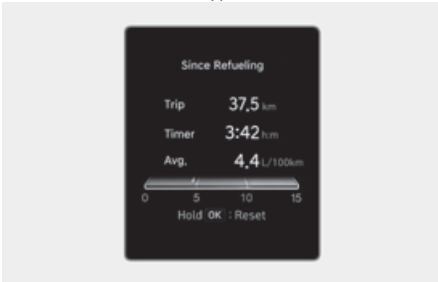 Since Refueling
Trip 37.5 km
Timer 3:42 h:m
Avg. 4.4 L/100km
0 5 10 15
Hold OK : Reset